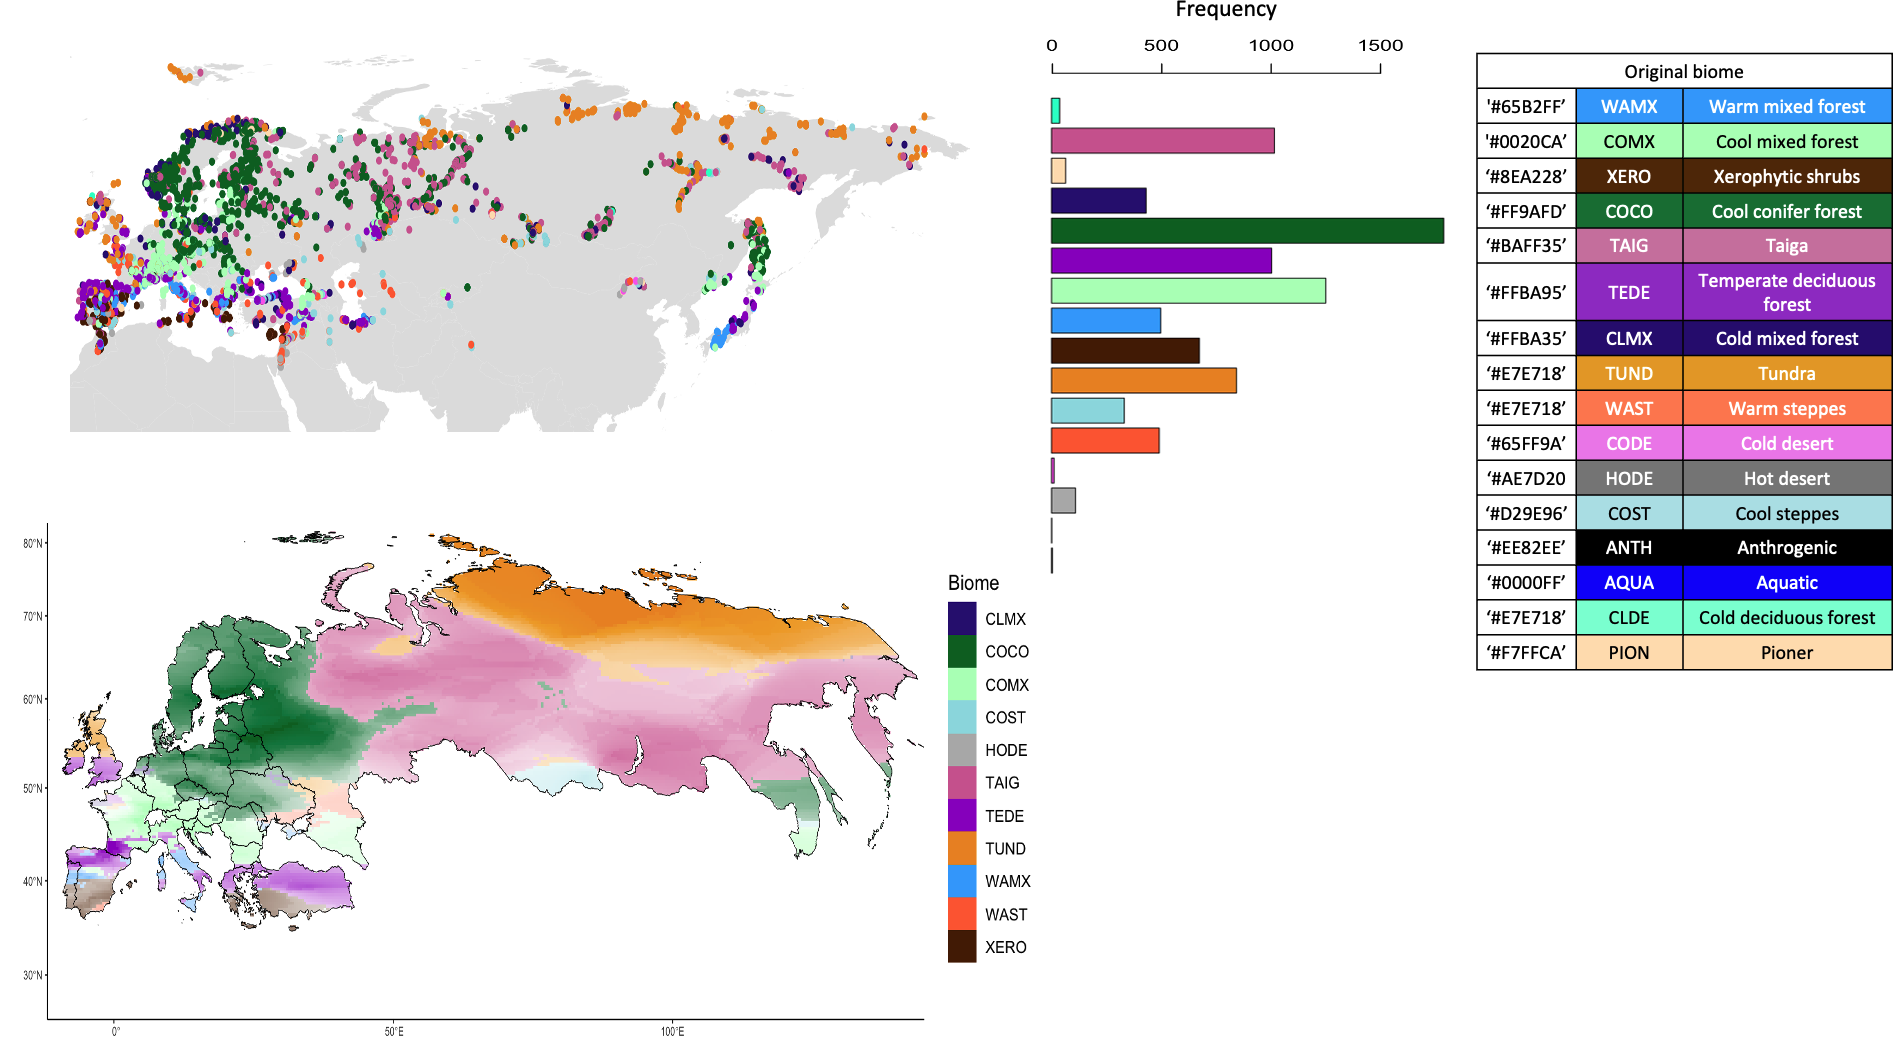 Frequency
0 500 1000 1500
Original biome
'#65B2FF’ WAMX Warm mixed forest
'#0020CA’ COMX Cool mixed forest
‘#8EA228’ XERO Xerophytic shrubs
‘#FF9AFD’ COCO Cool conifer forest
‘#BAFF35’ TAIG Taiga
‘#FFBA95’ TEDE Temperate deciduous
forest
‘#FFBA35’ CLMX Cold mixed forest
‘#E7E718’ TUND Tundra
‘#E7E718’ WAST Warm steppes
‘#65FF9A’ CODE Cold desert
‘#AE7D20 HODE Hot desert
‘#D29E96’ COST Cool steppes
‘#EE82EE’ ANTH Anthrogenic
‘#0000FF’ AQUA Aquatic
‘#E7E718’ CLDE Cold deciduous forest
‘#F7FFCA’ PION Pioner
80°N
70°N
60°N
50°N
40°N
30°N
0° 50°E 100°E
Biome
CLMX
COCO
COMX
COST
HODE
TAIG
TEDE
TUND
WAMX
WAST
XERO